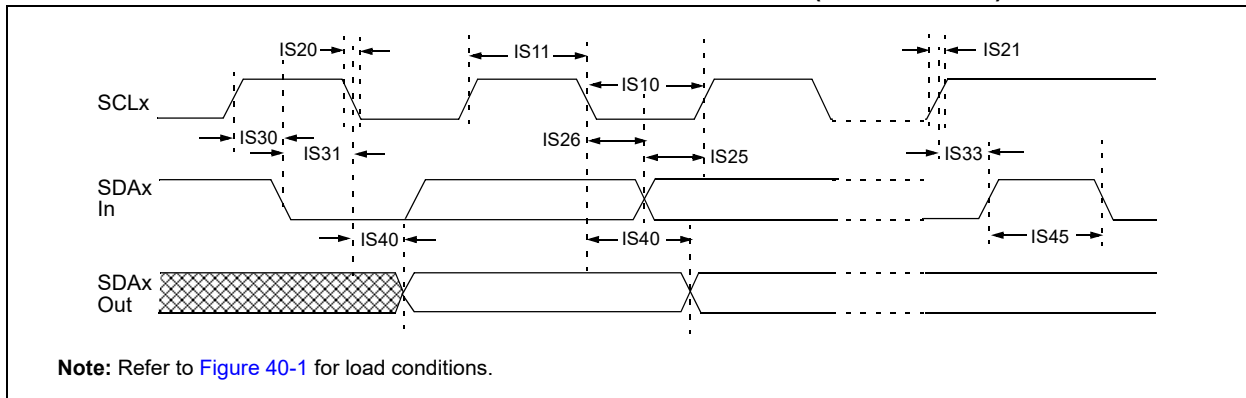 IS20
IS11
IS21
IS10
SCLx
IS30
IS26
IS31
IS25
IS33
SDAx
In
IS40
IS40
IS45
SDAx
Out
Note: Refer to Figure 40-1 for load conditions.